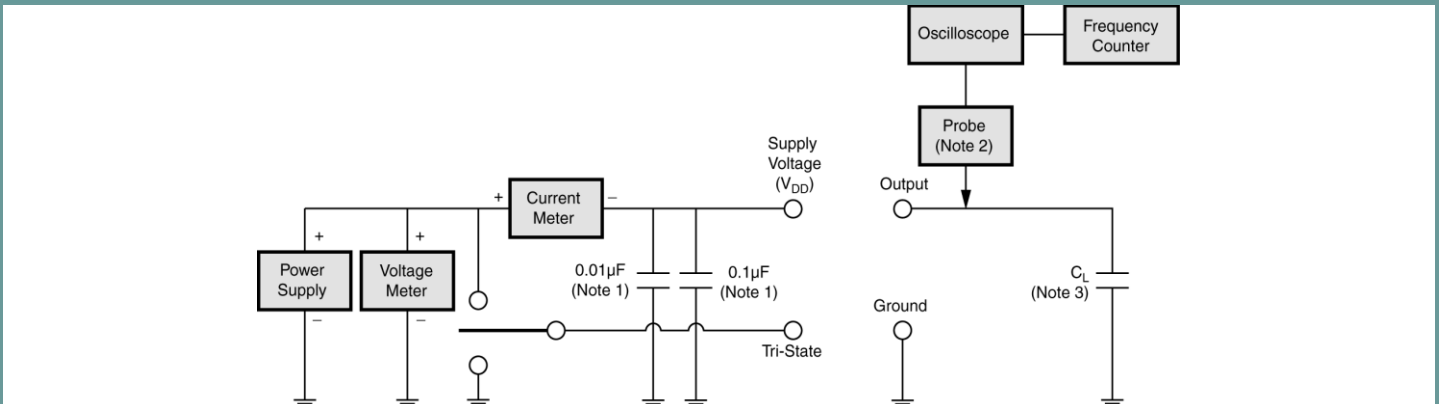 Oscilloscope
Frequency
Counter
Probe
(Note 2)
Supply
Voltage
(VDD)
Output
+
Current
Meter
−
+
Power
Supply
−
+
Voltage
Meter
−
0.01µF
(Note 1)
0.1µF
(Note 1)
CL
(Note 3)
Ground
Tri-State